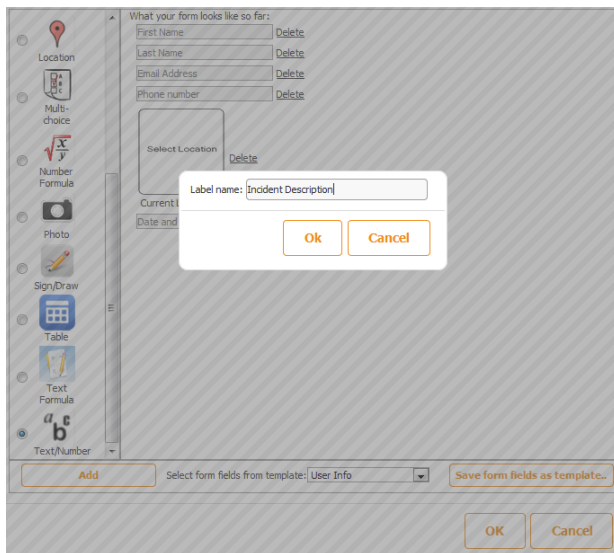 What your form looks like so far:
First Name Delete
Last Name Delete
Email Address Delete
Phone number Delete
Select Location
Delete
Current L
Date and
Location
Multi-
choice
Number
Formula
Photo
Sign/Draw
Table
Text
Formula
Text/Number
Label name: Incident Description
Ok Cancel
Add Select form fields from template: User Info Save form fields as template..
OK Cancel